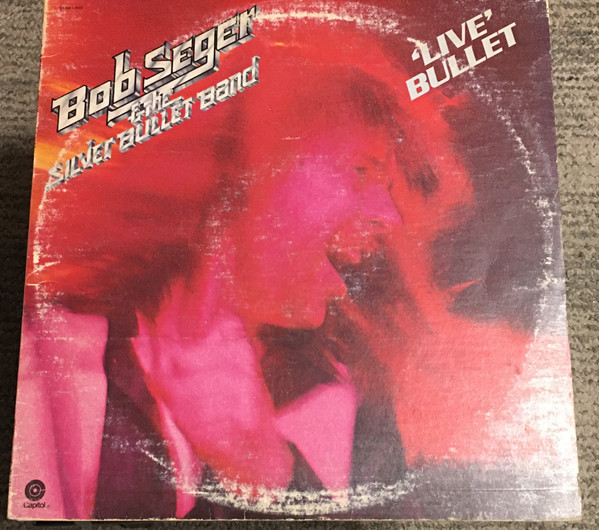 Bob Seger
& The
Silver Bullet Band
'LIVE'
BULLET
Capitol